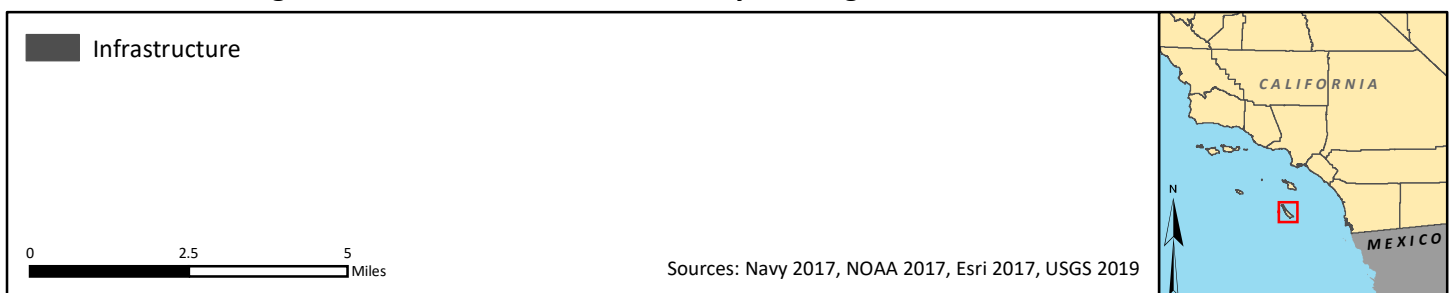 Infrastructure
CALIFORNIA
N
MEXICO
0 2.5 5
Miles
Sources: Navy 2017, NOAA 2017, Esri 2017, USGS 2019